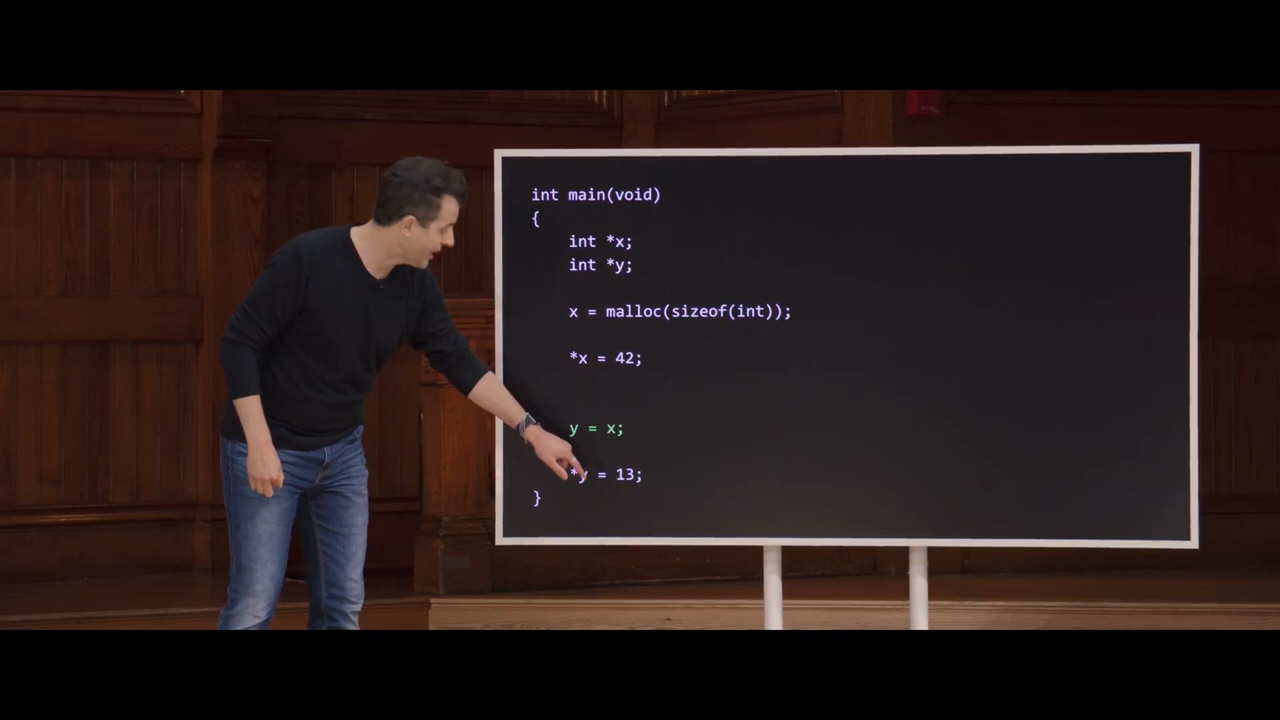 int main(void)
{
    int *x;
    int *y;
    x = malloc(sizeof(int));
    *x = 42;
    y = x;
    *y = 13;
}